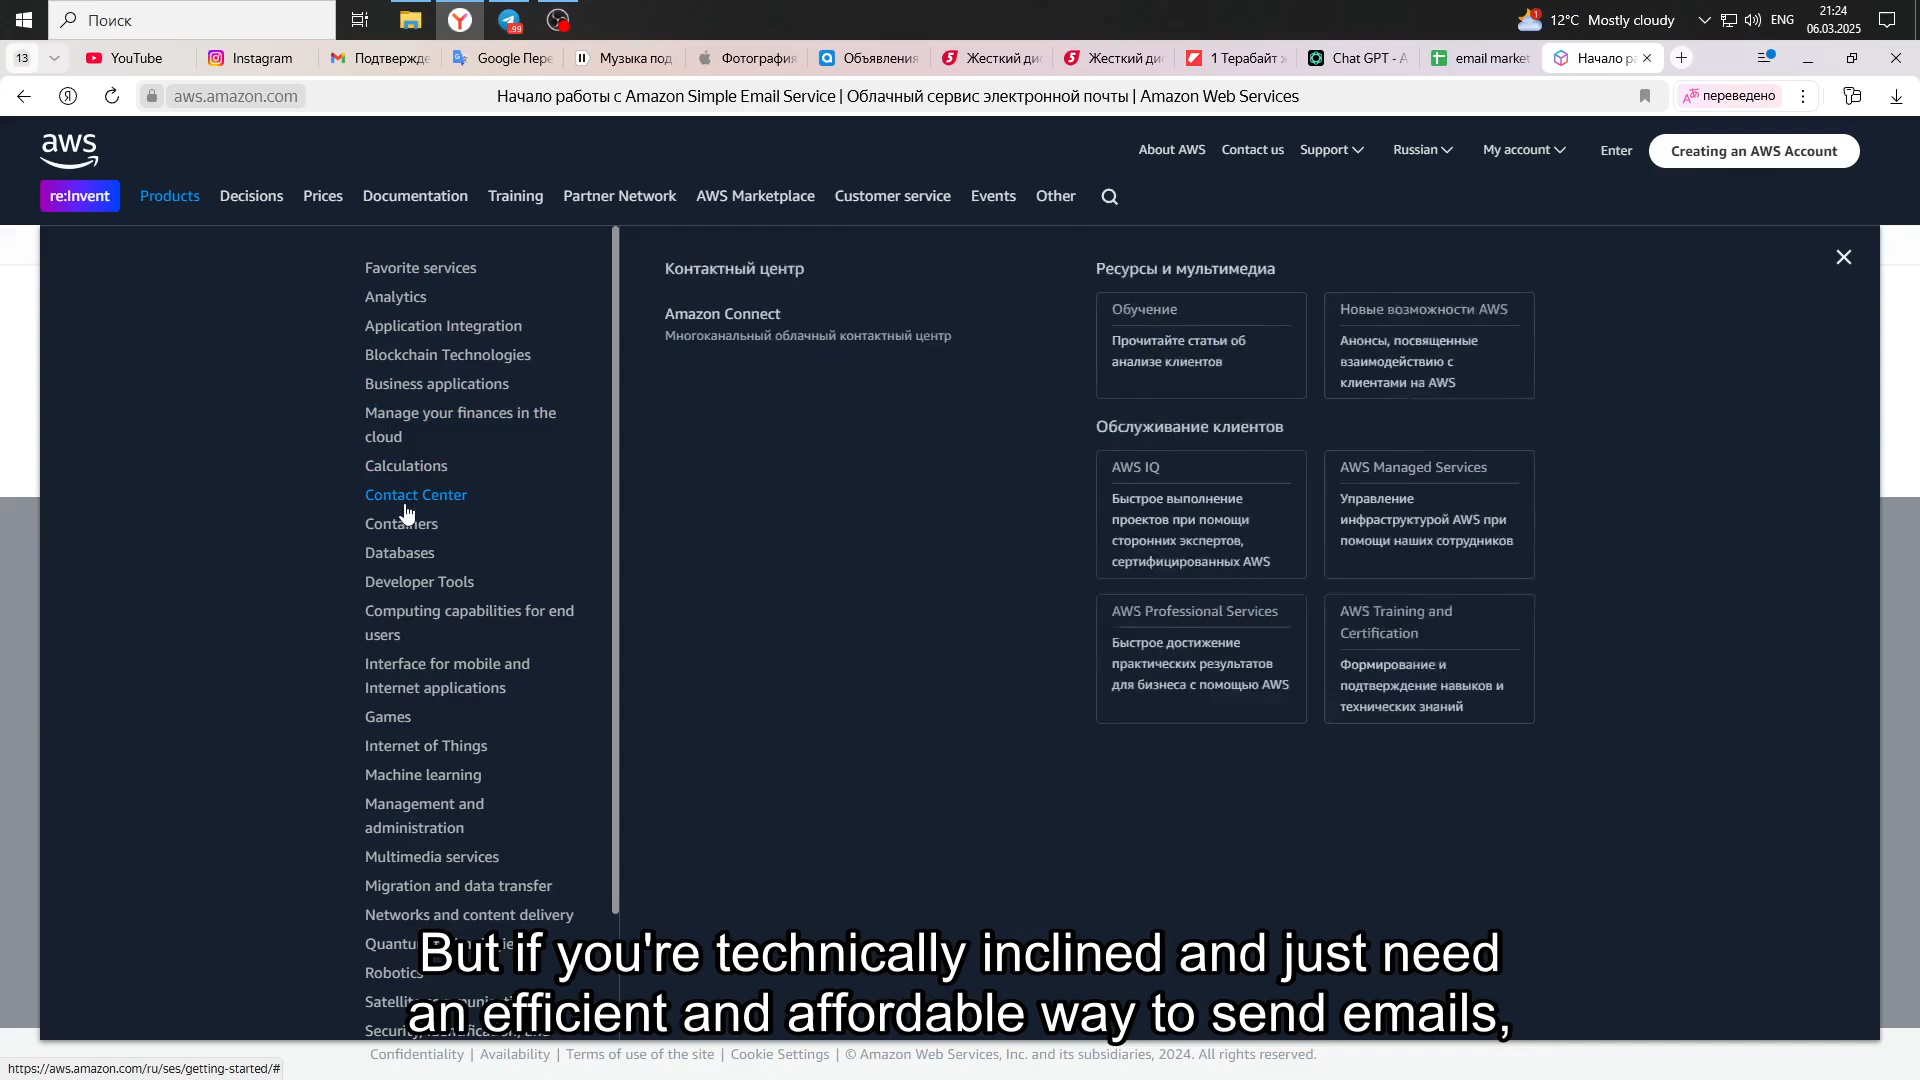 Поиск
12°C Mostly cloudy
ENG
21:24
06.03.2025
99
1
13
YouTube
Instagram
Подтвержде
Google Пере
Музыка под
Фотографи
Объявления
Жесткий ди
Жесткий ди
1 Терабайт
Chat GPT - A
email market
Начало р
aws.amazon.com
Начало работы с Amazon Simple Email Service | Облачный сервис электронной почты | Amazon Web Services
переведено
aws
About AWS
Contact us
Support
Russian
My account
Enter
Creating an AWS Account
re:Invent
Products
Decisions
Prices
Documentation
Training
Partner Network
AWS Marketplace
Customer service
Events
Other
Favorite services
Analytics
Application Integration
Blockchain Technologies
Business applications
Manage your finances in the
cloud
Calculations
Contact Center
Containers
Databases
Developer Tools
Computing capabilities for end
users
Interface for mobile and
Internet applications
Games
Internet of Things
Machine learning
Management and
administration
Multimedia services
Migration and data transfer
Networks and content delivery
Robotics
Контактный центр
Amazon Connect
Многоканальный облачный контактный центр
Ресурсы и мультимедиа
Обучение
Прочитайте статьи об
анализе клиентов
Новые возможности AWS
Анонсы, посвященные
взаимодействию с
клиентами на AWS
Обслуживание клиентов
AWS IQ
Быстрое выполнение
проектов при помощи
сторонних экспертов,
сертифицированных AWS
AWS Managed Services
Управление
инфраструктурой AWS при
помощи наших сотрудников
AWS Professional Services
Быстрое достижение
практических результатов
для бизнеса с помощью AWS
AWS Training and
Certification
Формирование и
подтверждение навыков и
технических знаний
But if you're technically inclined and just need
an efficient and affordable way to send emails,
Confidentiality | Availability | Terms of use of the site | Cookie Settings | © Amazon Web Services, Inc. and its subsidiaries, 2024. All rights reserved.
https://aws.amazon.com/ru/ses/getting-started/#